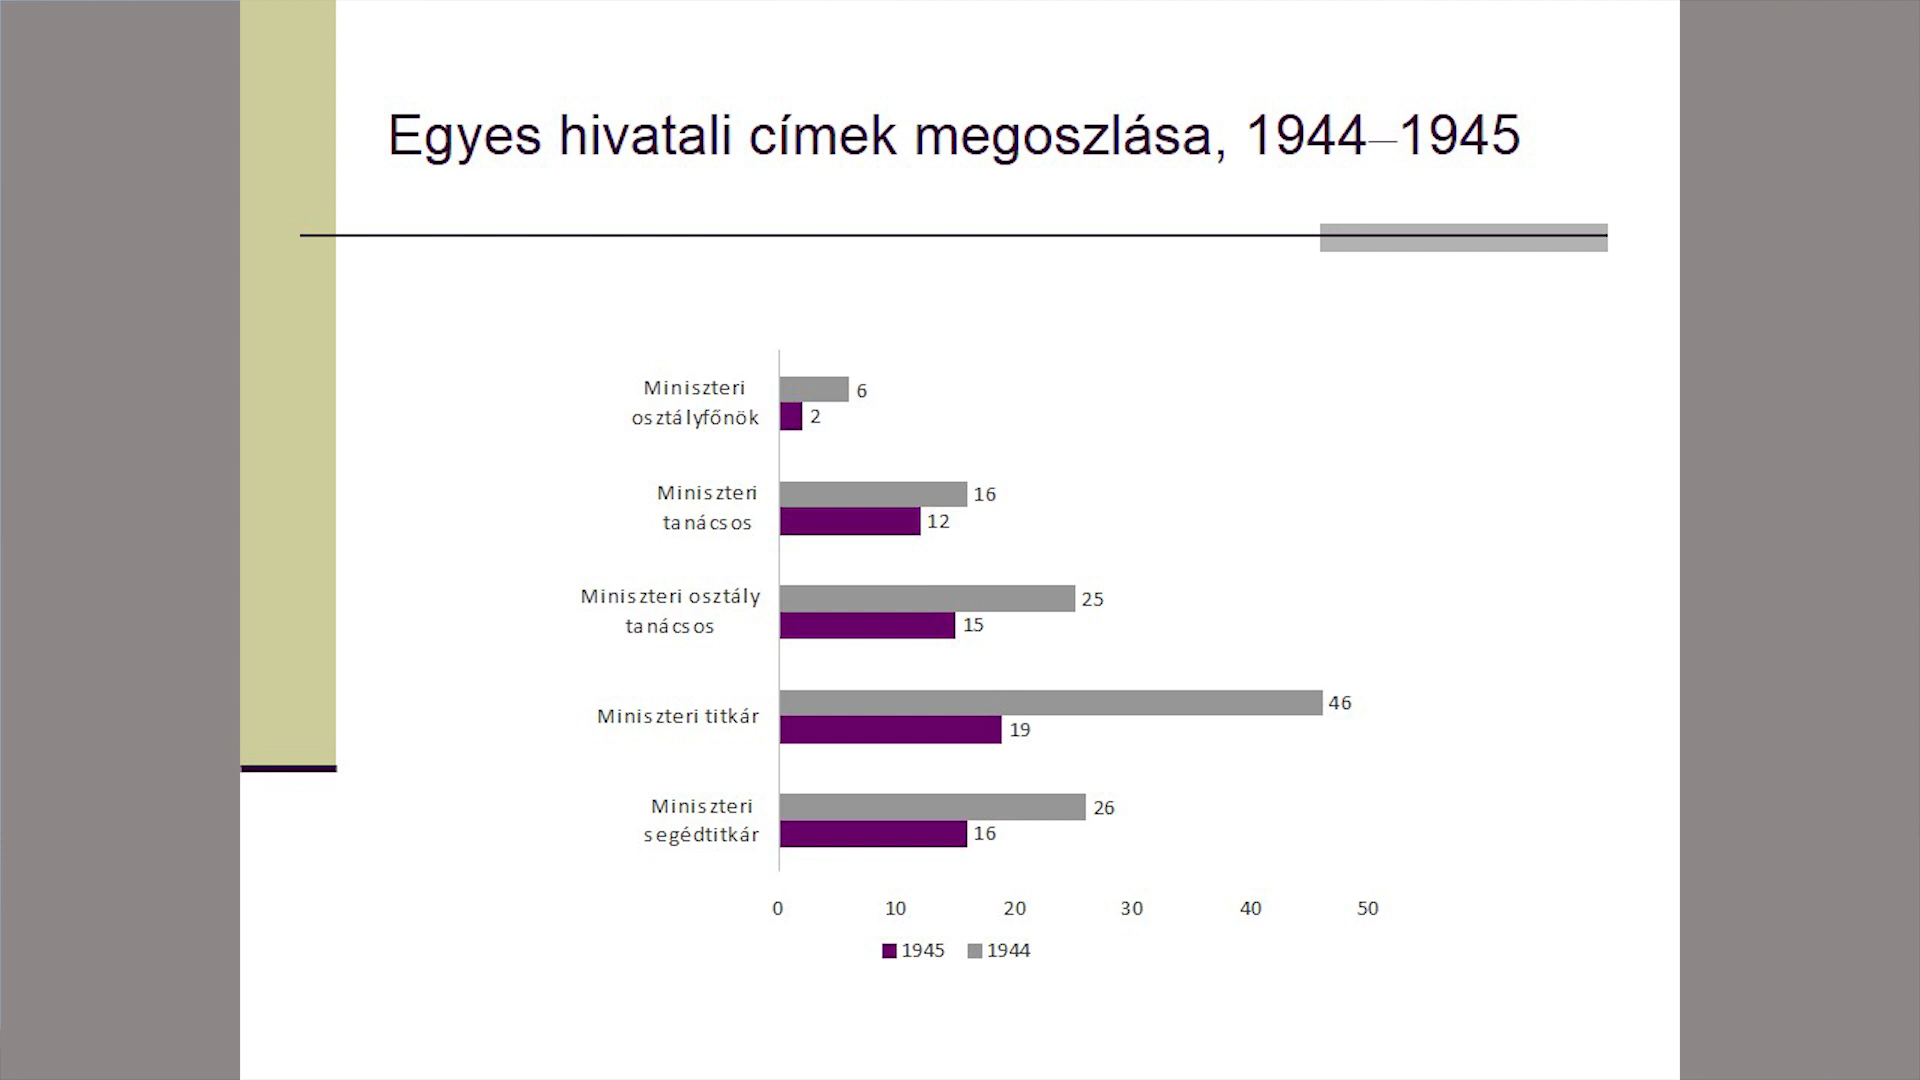 Egyes hivatali címek megoszlása, 1944–1945
Miniszteri
osztályfőnök
6
2
Miniszteri
tanácsos
16
12
Miniszteri osztály
tanácsos
25
15
Miniszteri titkár
46
19
Miniszteri
segédtitkár
26
16
0 10 20 30 40 50
1945 1944